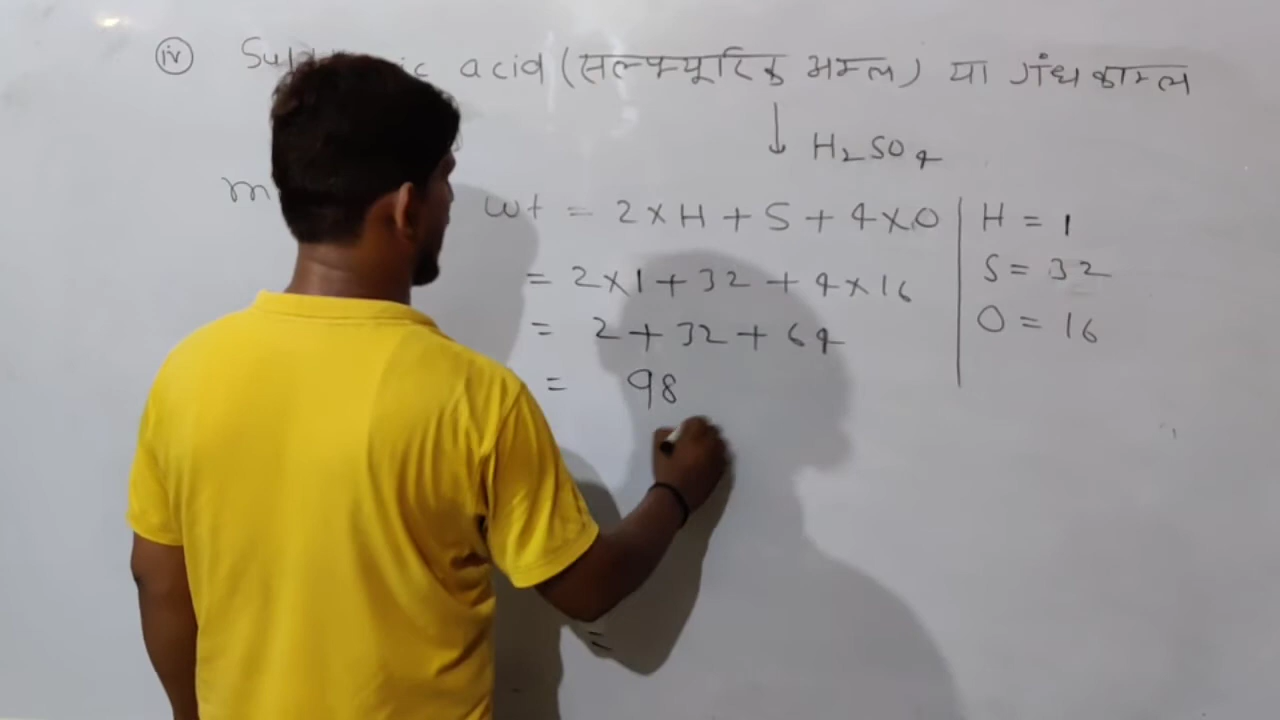 (iv) acid (सल्फ्यूरिक अम्ल) या गंधकाम्ल
↓ H₂SO₄
wt = 2×H + S + 4×O
= 2×1 + 32 + 4×16
= 2 + 32 + 64
= 98
H = 1
S = 32
O = 16